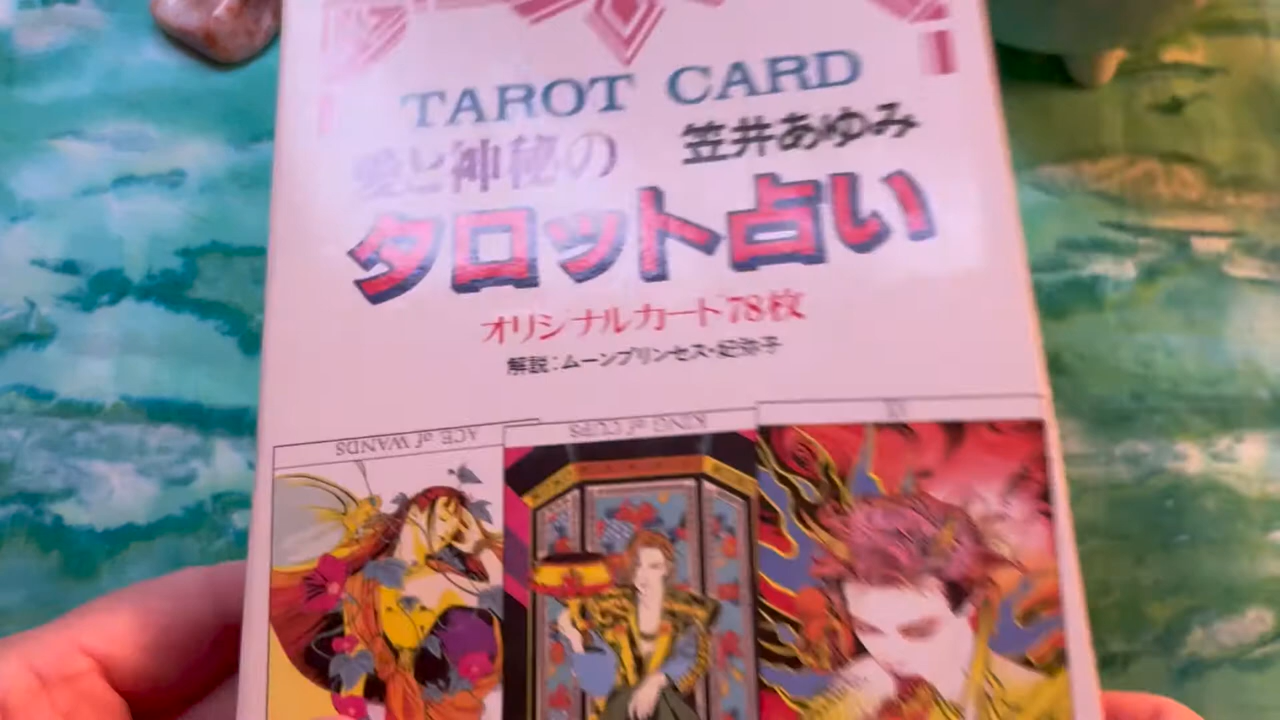 TAROT CARD
愛と神秘の 笠井あゆみ
タロット占い
オリジナルカード78枚
解説:ムーンプリンセス・妃弥子
ACE of WANDS
KING of CUPS